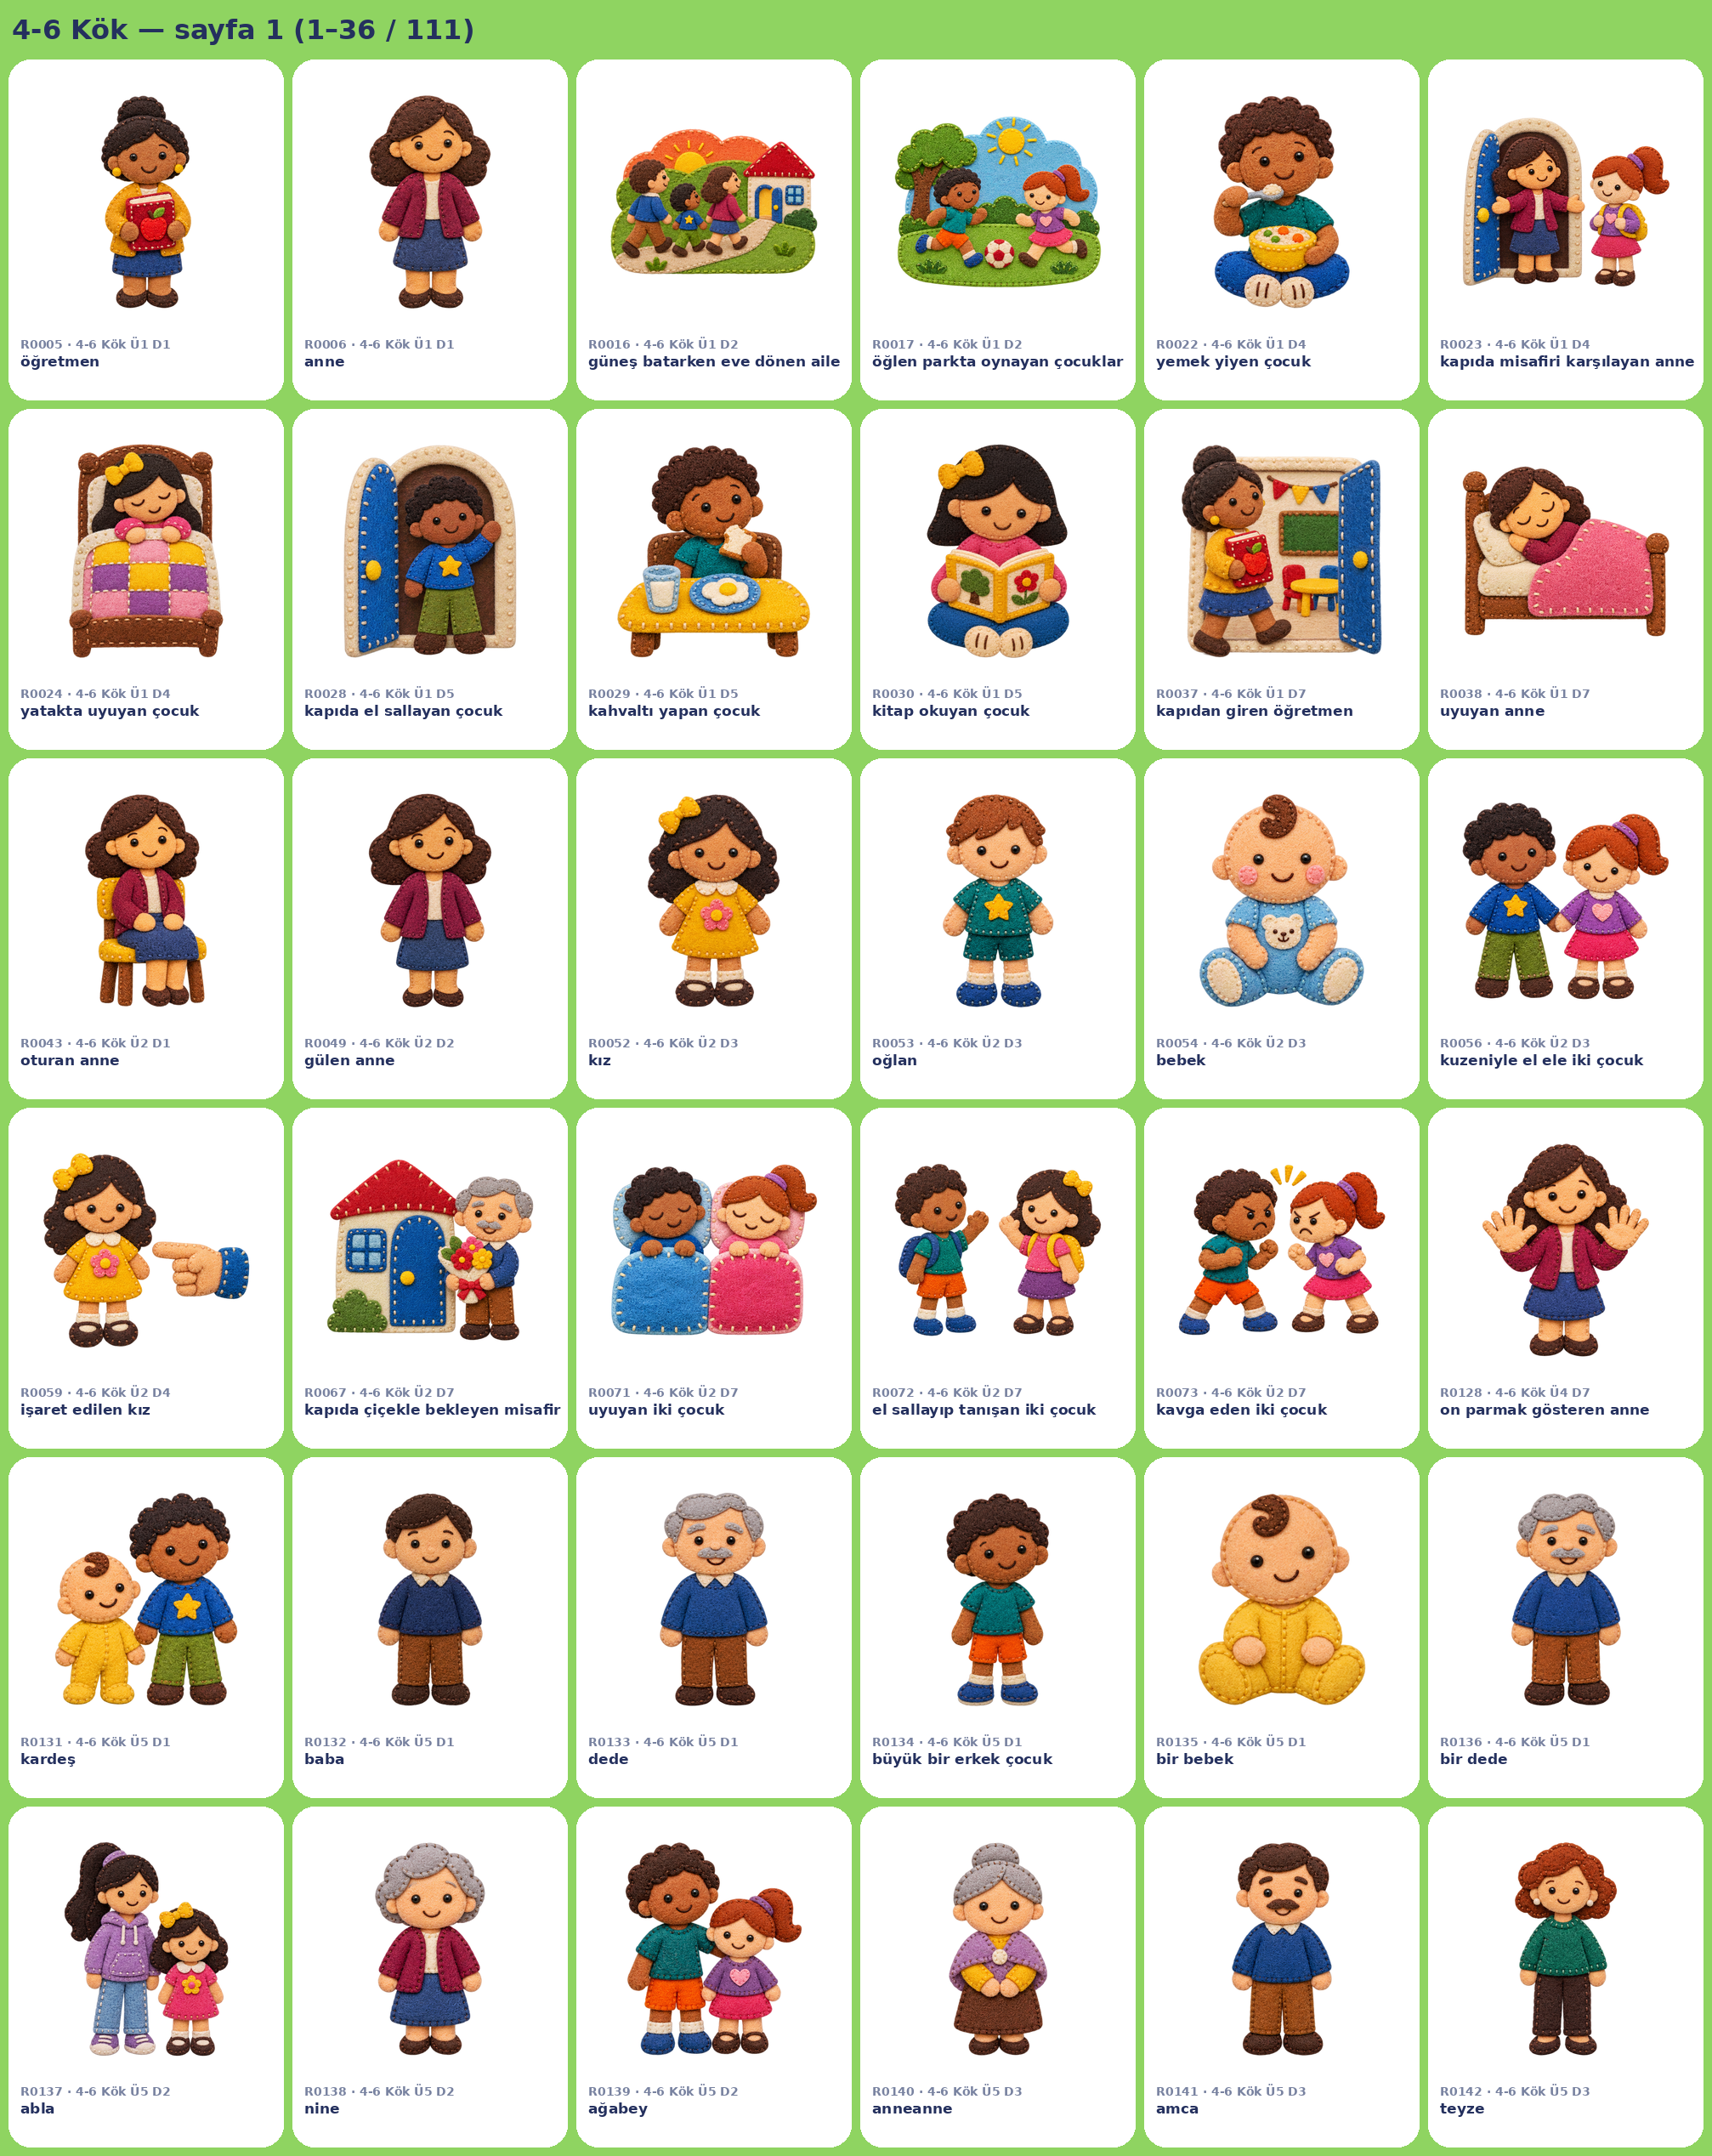 4-6 Kök — sayfa 1 (1–36 / 111)
R0005 · 4-6 Kök Ü1 D1
öğretmen
R0006 · 4-6 Kök Ü1 D1
anne
R0016 · 4-6 Kök Ü1 D2
güneş batarken eve dönen aile
R0017 · 4-6 Kök Ü1 D2
öğlen parkta oynayan çocuklar
R0022 · 4-6 Kök Ü1 D4
yemek yiyen çocuk
R0023 · 4-6 Kök Ü1 D4
kapıda misafiri karşılayan anne
R0024 · 4-6 Kök Ü1 D4
yatakta uyuyan çocuk
R0028 · 4-6 Kök Ü1 D5
kapıda el sallayan çocuk
R0029 · 4-6 Kök Ü1 D5
kahvaltı yapan çocuk
R0030 · 4-6 Kök Ü1 D5
kitap okuyan çocuk
R0037 · 4-6 Kök Ü1 D7
kapıdan giren öğretmen
R0038 · 4-6 Kök Ü1 D7
uyuyan anne
R0043 · 4-6 Kök Ü2 D1
oturan anne
R0049 · 4-6 Kök Ü2 D2
gülen anne
R0052 · 4-6 Kök Ü2 D3
kız
R0053 · 4-6 Kök Ü2 D3
oğlan
R0054 · 4-6 Kök Ü2 D3
bebek
R0056 · 4-6 Kök Ü2 D3
kuzeniyle el ele iki çocuk
R0059 · 4-6 Kök Ü2 D4
işaret edilen kız
R0067 · 4-6 Kök Ü2 D7
kapıda çiçekle bekleyen misafir
R0071 · 4-6 Kök Ü2 D7
uyuyan iki çocuk
R0072 · 4-6 Kök Ü2 D7
el sallayıp tanışan iki çocuk
R0073 · 4-6 Kök Ü2 D7
kavga eden iki çocuk
R0128 · 4-6 Kök Ü4 D7
on parmak gösteren anne
R0131 · 4-6 Kök Ü5 D1
kardeş
R0132 · 4-6 Kök Ü5 D1
baba
R0133 · 4-6 Kök Ü5 D1
dede
R0134 · 4-6 Kök Ü5 D1
büyük bir erkek çocuk
R0135 · 4-6 Kök Ü5 D1
bir bebek
R0136 · 4-6 Kök Ü5 D1
bir dede
R0137 · 4-6 Kök Ü5 D2
abla
R0138 · 4-6 Kök Ü5 D2
nine
R0139 · 4-6 Kök Ü5 D2
ağabey
R0140 · 4-6 Kök Ü5 D3
anneanne
R0141 · 4-6 Kök Ü5 D3
amca
R0142 · 4-6 Kök Ü5 D3
teyze